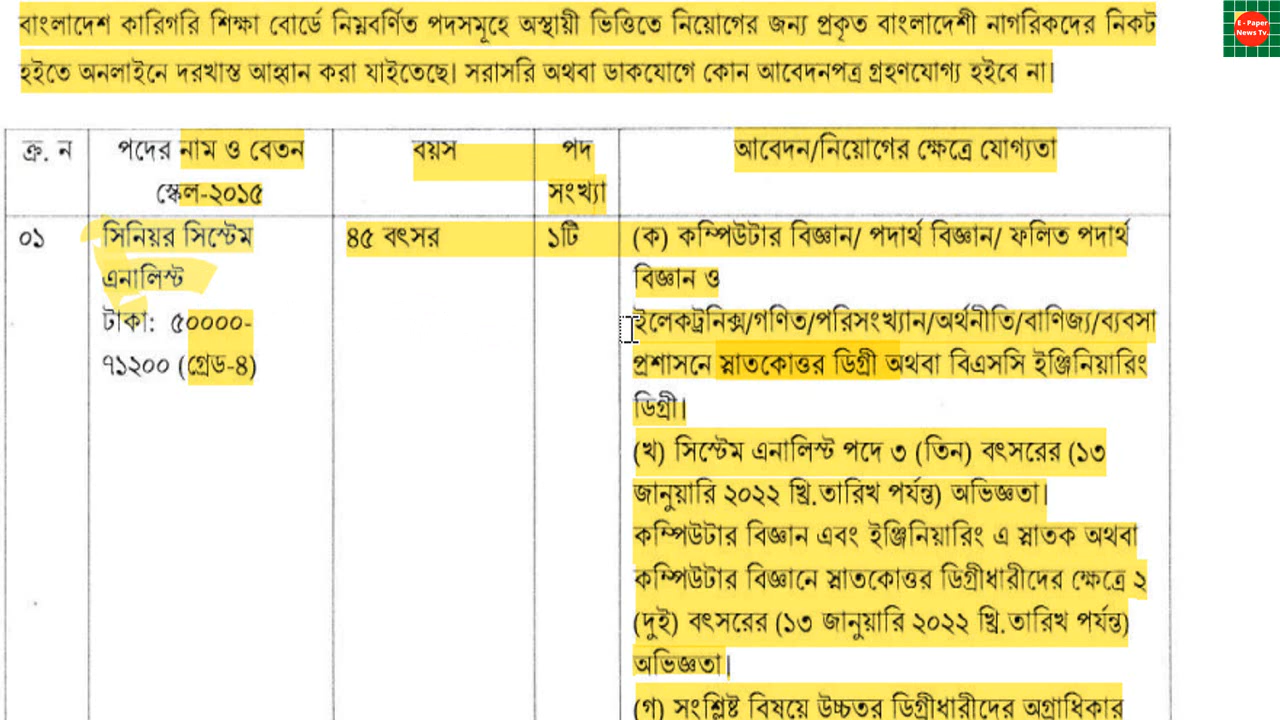 বাংলাদেশ কারিগরি শিক্ষা বোর্ডে নিম্নবর্ণিত পদসমূহে অস্থায়ী ভিত্তিতে নিয়োগের জন্য প্রকৃত বাংলাদেশী নাগরিকদের নিকট
হইতে অনলাইনে দরখাস্ত আহ্বান করা যাইতেছে। সরাসরি অথবা ডাকযোগে কোন আবেদনপত্র গ্রহণযোগ্য হইবে না।
E - Paper
News Tv.
ক্র. ন
পদের নাম ও বেতন
স্কেল-২০১৫
বয়স
পদ
সংখ্যা
আবেদন/নিয়োগের ক্ষেত্রে যোগ্যতা
০১
সিনিয়র সিস্টেম
এনালিস্ট
টাকা: ৫০০০০-
৭১২০০ (গ্রেড-৪)
৪৫ বৎসর
১টি
(ক) কম্পিউটার বিজ্ঞান/ পদার্থ বিজ্ঞান/ ফলিত পদার্থ
বিজ্ঞান ও
ইলেকট্রনিক্স/গণিত/পরিসংখ্যান/অর্থনীতি/বাণিজ্য/ব্যবসা
প্রশাসনে স্নাতকোত্তর ডিগ্রী অথবা বিএসসি ইঞ্জিনিয়ারিং
ডিগ্রী।
(খ) সিস্টেম এনালিস্ট পদে ৩ (তিন) বৎসরের (১৩
জানুয়ারি ২০২২ খ্রি.তারিখ পর্যন্ত) অভিজ্ঞতা।
কম্পিউটার বিজ্ঞান এবং ইঞ্জিনিয়ারিং এ স্নাতক অথবা
কম্পিউটার বিজ্ঞানে স্নাতকোত্তর ডিগ্রীধারীদের ক্ষেত্রে ২
(দুই) বৎসরের (১৩ জানুয়ারি ২০২২ খ্রি.তারিখ পর্যন্ত)
অভিজ্ঞতা।
(গ) সংশ্লিষ্ট বিষয়ে উচ্চতর ডিগ্রীধারীদের অগ্রাধিকার